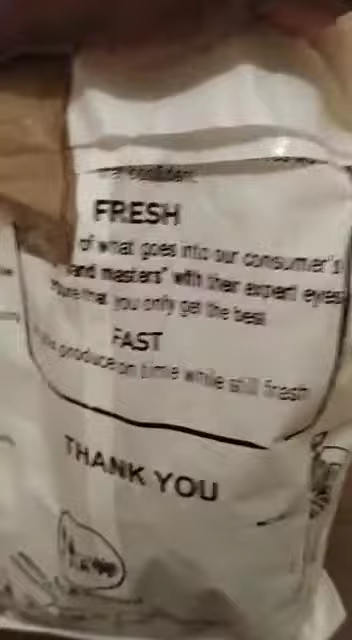 confident.
FRESH
of what goes into our consumer's
and masters" with their expert eyes
that you only get the best
FAST
produce on time while still fresh
THANK YOU